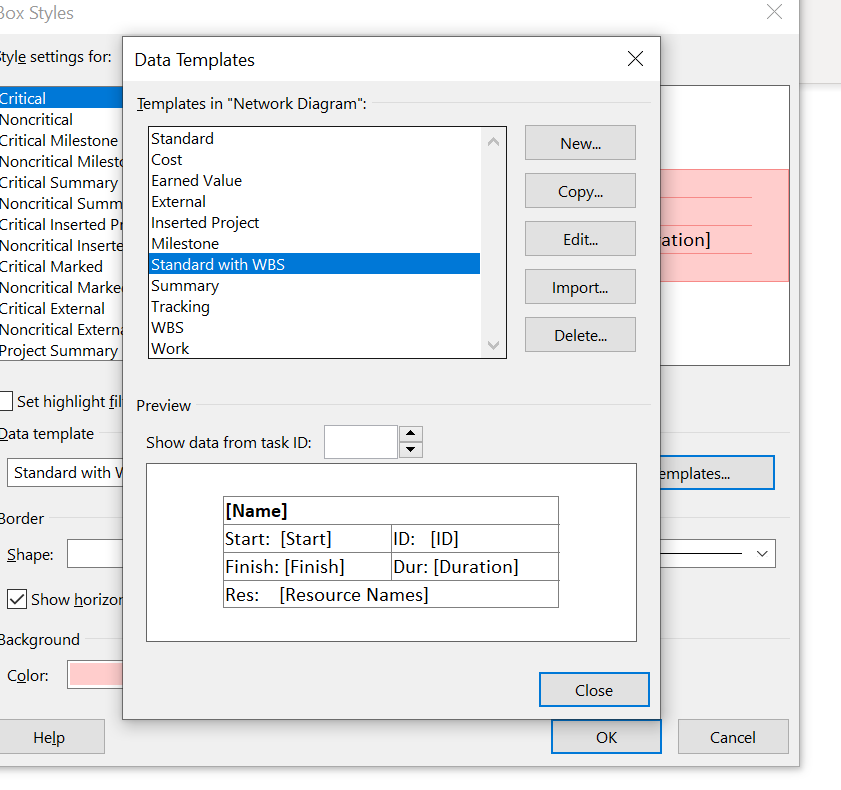 Box Styles
Style settings for:
Data Templates
Templates in "Network Diagram":
Critical
Noncritical
Critical Milestone
Noncritical Milesto
Critical Summary
Noncritical Summ
Critical Inserted Pr
Noncritical Inserte
Critical Marked
Noncritical Marke
Critical External
Noncritical Externa
Project Summary
Standard
Cost
Earned Value
External
Inserted Project
Milestone
Standard with WBS
Summary
Tracking
WBS
Work
New...
Copy...
Edit...
Import...
Delete...
ration]
Set highlight fil
Preview
Data template
Show data from task ID:
Standard with W
emplates...
Border
Shape:
Show horizon
Background
Color:
[Name]
Start: [Start] ID: [ID]
Finish: [Finish] Dur: [Duration]
Res: [Resource Names]
Close
Help
OK
Cancel